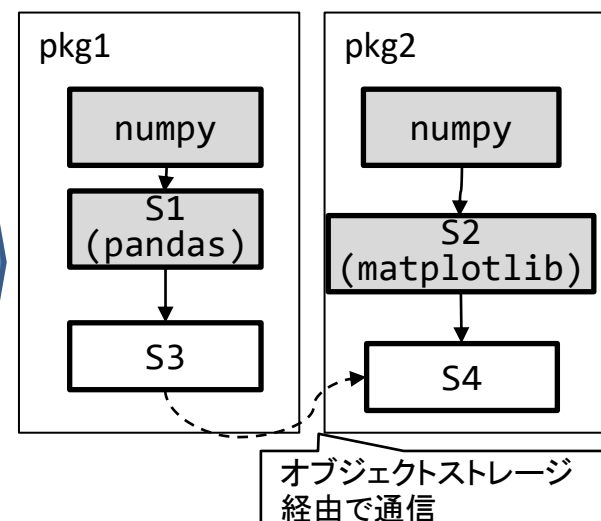 pkg1
numpy
S1
(pandas)
S3
pkg2
numpy
S2
(matplotlib)
S4
オブジェクトストレージ
経由で通信